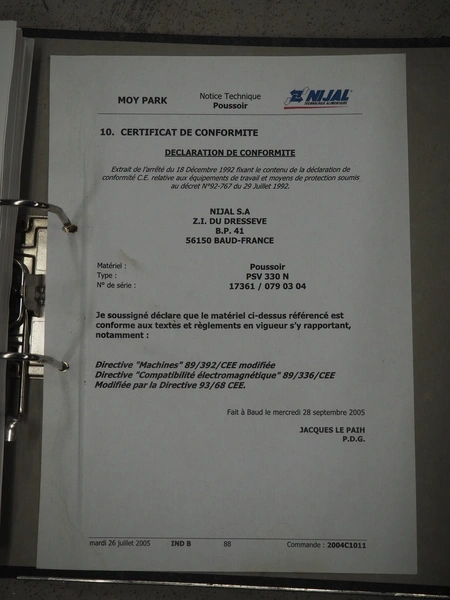 MOY PARK
Notice Technique
Poussoir
NIJAL
TECHNOLOGIE ALIMENTAIRE
10. CERTIFICAT DE CONFORMITE
DECLARATION DE CONFORMITE
Extrait de l'arrêté du 18 Décembre 1992 fixant le contenu de la déclaration de
conformité C.E. relative aux équipements de travail et moyens de protection soumis
au décret N°92-767 du 29 Juillet 1992.
NIJAL S.A
Z.I. DU DRESSEVE
B.P. 41
56150 BAUD-FRANCE
Matériel : Poussoir
Type : PSV 330 N
N° de série : 17361 / 079 03 04
Je soussigné déclare que le matériel ci-dessus référencé est
conforme aux textes et règlements en vigueur s'y rapportant,
notamment :
Directive "Machines" 89/392/CEE modifiée
Directive "Compatibilité électromagnétique" 89/336/CEE
Modifiée par la Directive 93/68 CEE.
Fait à Baud le mercredi 28 septembre 2005
JACQUES LE PAIH
P.D.G.
mardi 26 juillet 2005 IND B 88 Commande : 2004C1011